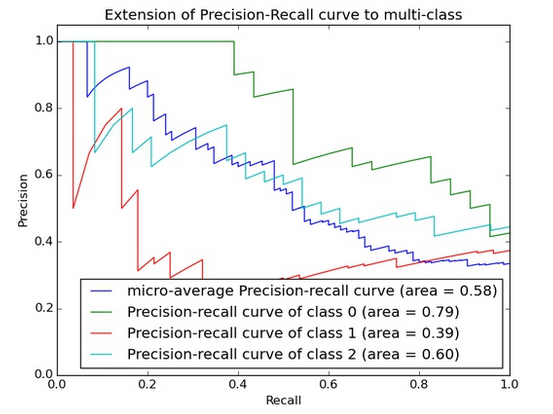 Extension of Precision-Recall curve to multi-class
1.0
0.8
0.6
0.4
0.2
0.0
Precision
micro-average Precision-recall curve (area = 0.58)
Precision-recall curve of class 0 (area = 0.79)
Precision-recall curve of class 1 (area = 0.39)
Precision-recall curve of class 2 (area = 0.60)
0.0 0.2 0.4 0.6 0.8 1.0
Recall